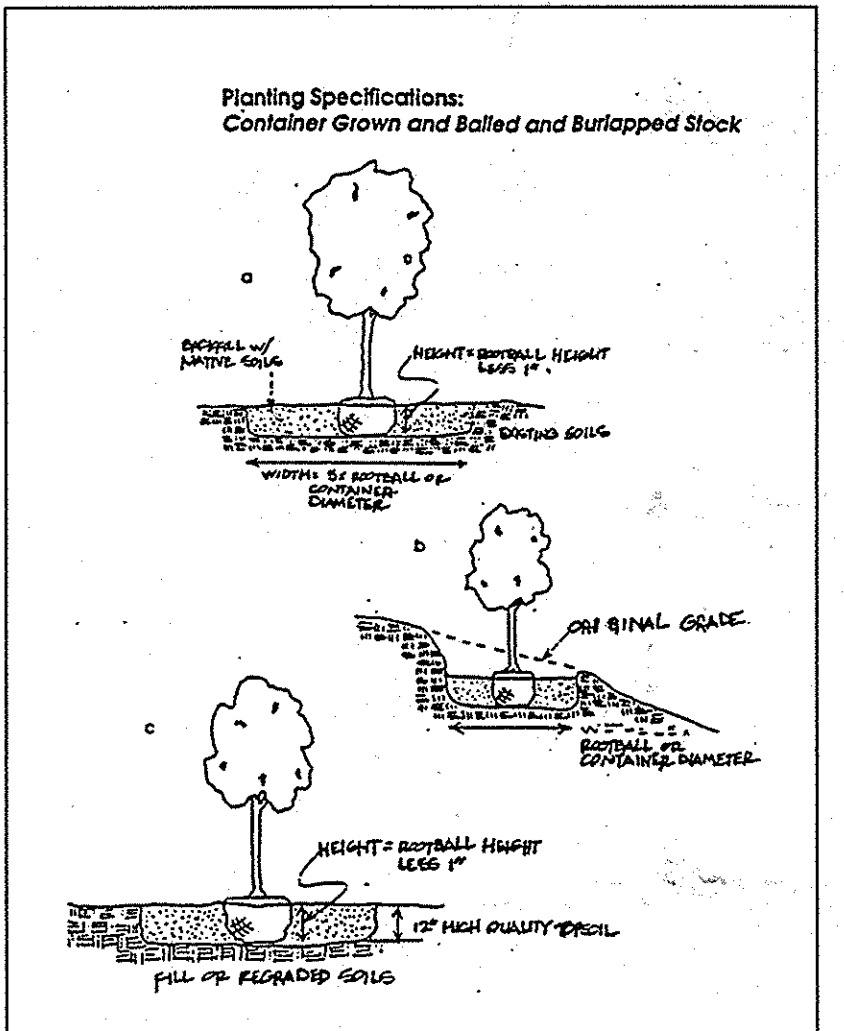 Planting Specifications:
Container Grown and Balled and Burlapped Stock
a
BACKFILL W/
NATIVE SOILS
HEIGHT = ROOTBALL HEIGHT
LESS 1".
EXISTING SOILS
WIDTH = ROOTBALL OR
CONTAINER
DIAMETER
b
ORIGINAL GRADE
ROOTBALL OR
CONTAINER DIAMETER
c
HEIGHT = ROOTBALL HEIGHT
LESS 1"
12" HIGH QUALITY TOPSOIL
FILL OR REGRADED SOILS